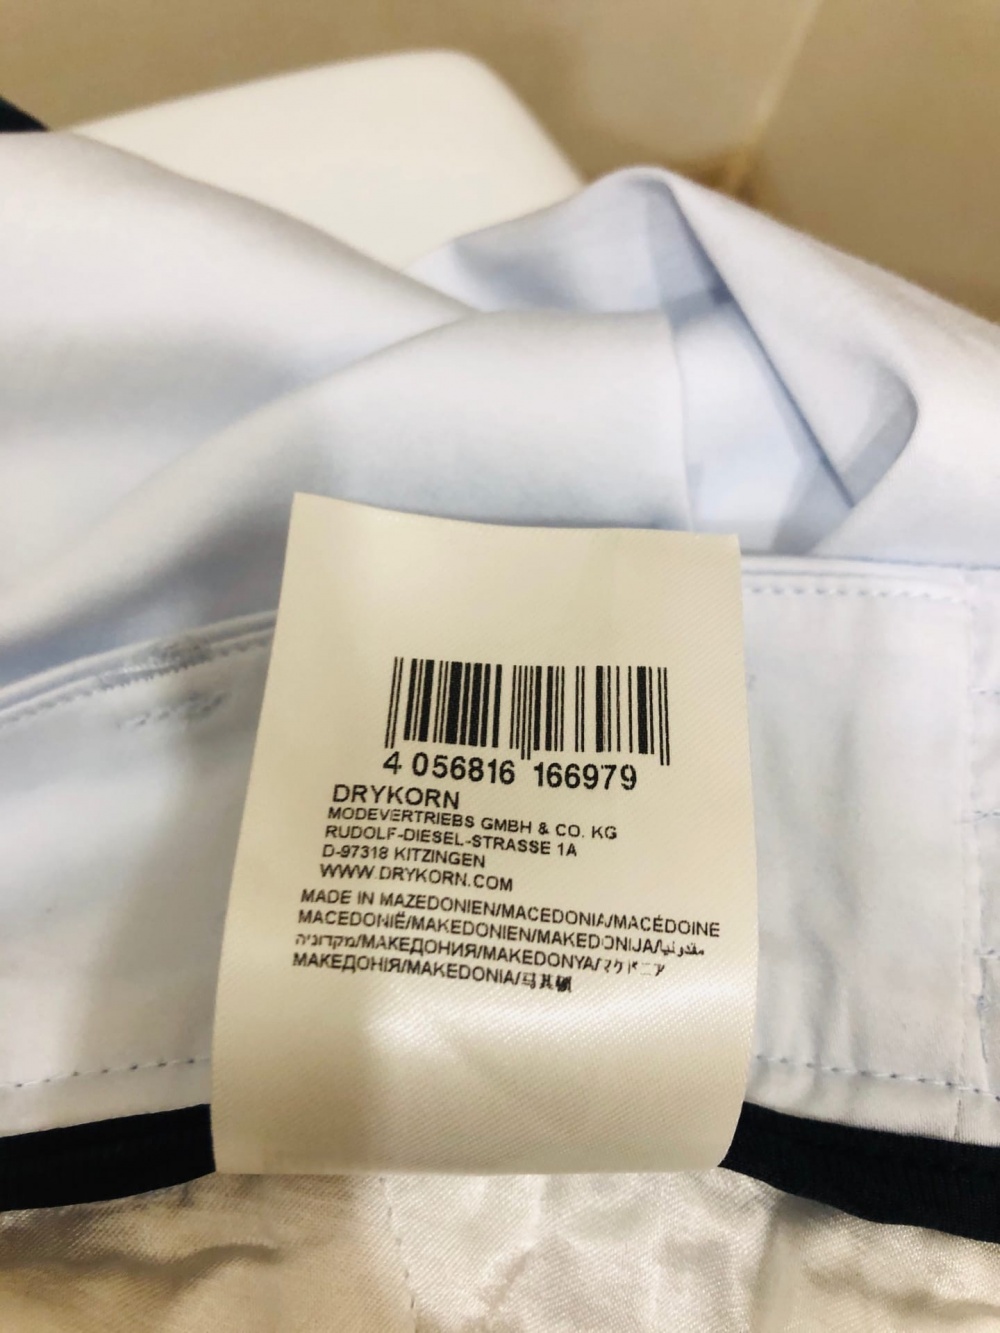 4 056816 166979
DRYKORN
MODEVERTRIEBS GMBH & CO. KG
RUDOLF-DIESEL-STRASSE 1A
D-97318 KITZINGEN
WWW.DRYKORN.COM
MADE IN MAZEDONIEN/MACEDONIA/MACÉDOINE
MACEDONIË/MAKEDONIEN/MAKEDONIJA/مقدونيا
מקדוניה/МАКЕДОНИЯ/MAKEDONYA/マケドニア
МАКЕДОНІЯ/MAKEDONIA/马其顿